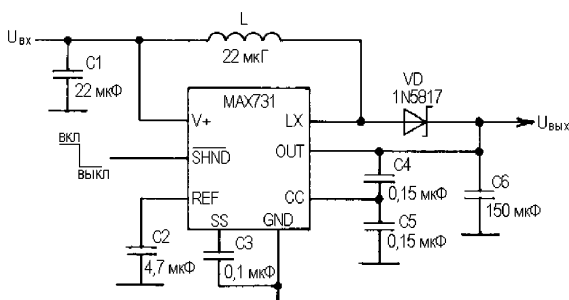 L
Uвх
C1
22 мкГ
22 мкФ
VD
1N5817
MAX731
V+
LX
Uвых
ВКЛ
ВЫКЛ
SHND
OUT
C4
C6
0,15 мкФ
150 мкФ
REF
CC
C5
0,15 мкФ
SS
GND
C2
C3
4,7 мкФ
0,1 мкФ